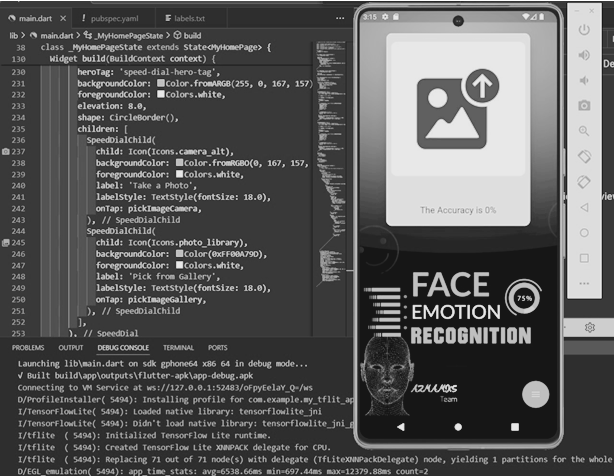 main.dart
pubspec.yaml
labels.txt
lib > main.dart > _MyHomePageState > build
38 class _MyHomePageState extends State<MyHomePage> {
130 Widget build(BuildContext context) {
230 heroTag: 'speed-dial-hero-tag',
231 backgroundColor: Color.fromARGB(255, 0, 167, 157)
232 foregroundColor: Colors.white,
233 elevation: 8.0,
234 shape: CircleBorder(),
235 children: [
236 SpeedDialChild(
237 child: Icon(Icons.camera_alt),
238 backgroundColor: Color.fromRGBO(0, 167, 157,
239 foregroundColor: Colors.white,
240 label: 'Take a Photo',
241 labelStyle: TextStyle(fontSize: 18.0),
242 onTap: pickImageCamera,
243 ), // SpeedDialChild
244 SpeedDialChild(
245 child: Icon(Icons.photo_library),
246 backgroundColor: Color(0xFF00A79D),
247 foregroundColor: Colors.white,
248 label: 'Pick from Gallery',
249 labelStyle: TextStyle(fontSize: 18.0),
250 onTap: pickImageGallery,
251 ), // SpeedDialChild
252 ],
253 ), // SpeedDial
PROBLEMS OUTPUT DEBUG CONSOLE TERMINAL PORTS
Launching lib\main.dart on sdk gphone64 x86 64 in debug mode...
√ Built build\app\outputs\flutter-apk\app-debug.apk
Connecting to VM Service at ws://127.0.0.1:52483/oFpyEelaY_Q=/ws
D/ProfileInstaller( 5494): Installing profile for com.example.my_tflit_ap
I/TensorFlowLite( 5494): Loaded native library: tensorflowlite_jni
I/TensorFlowLite( 5494): Didn't load native library: tensorflowlite_jni_g
I/tflite ( 5494): Initialized TensorFlow Lite runtime.
I/tflite ( 5494): Created TensorFlow Lite XNNPACK delegate for CPU.
I/tflite ( 5494): Replacing 71 out of 71 node(s) with delegate (TfLiteXNNPackDelegate) node, yielding 1 partitions for the whole
D/EGL_emulation( 5494): app_time_stats: avg=6538.66ms min=697.44ms max=12379.88ms count=2
3:15
The Accuracy is 0%
FACE
EMOTION
RECOGNITION
75%
Team